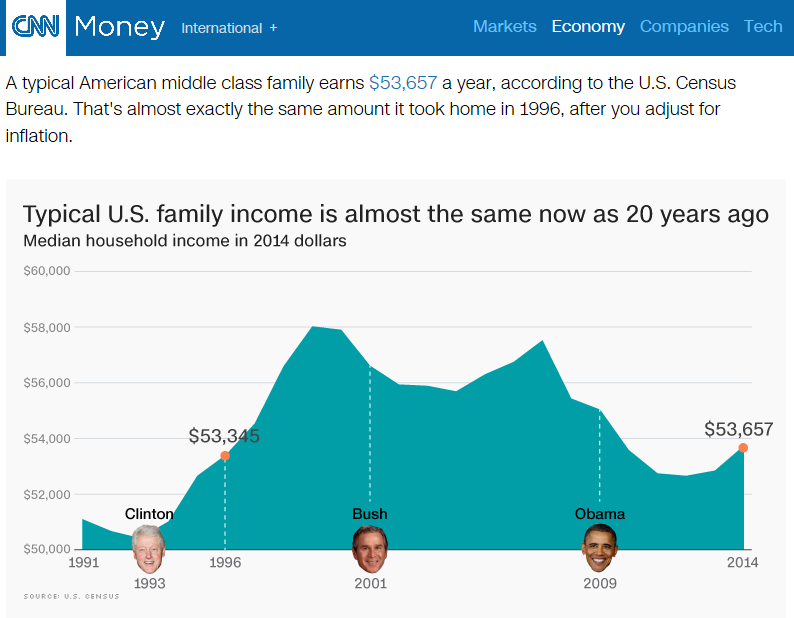 CNN Money International + Markets Economy Companies Tech
A typical American middle class family earns $53,657 a year, according to the U.S. Census
Bureau. That's almost exactly the same amount it took home in 1996, after you adjust for
inflation.
Typical U.S. family income is almost the same now as 20 years ago
Median household income in 2014 dollars
$60,000
$58,000
$56,000
$54,000
$53,345
$53,657
$52,000
Clinton
Bush
Obama
$50,000
1991
1996
2014
1993
2001
2009
SOURCE: U.S. CENSUS